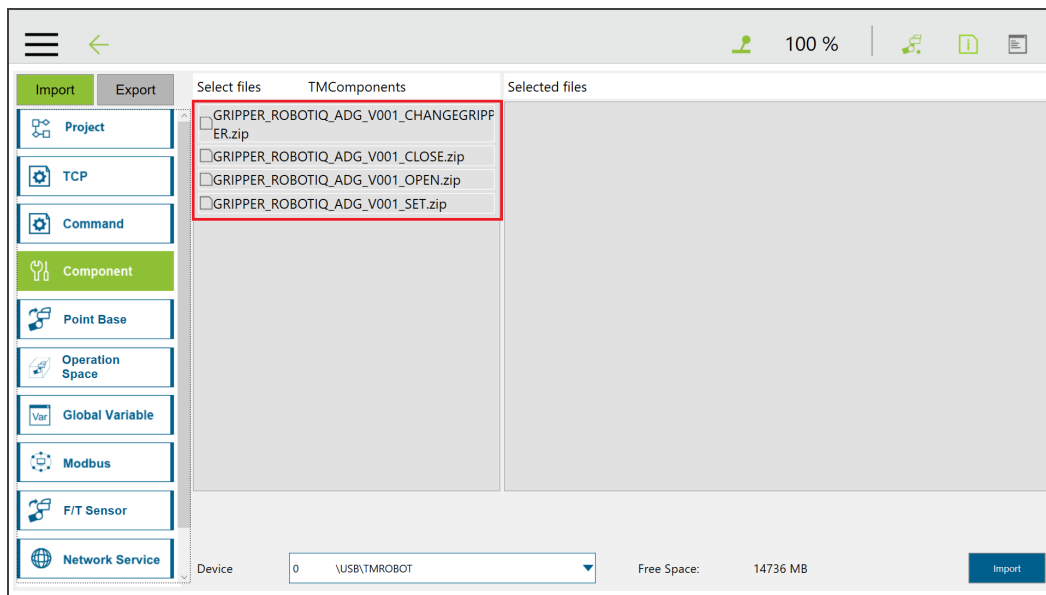 100 %
Import
Export
Select files
TMComponents
Selected files
Project
TCP
Command
Component
Point Base
Operation
Space
Global Variable
Var
Modbus
F/T Sensor
Network Service
GRIPPER_ROBOTIQ_ADG_V001_CHANGEGRIPP
ER.zip
GRIPPER_ROBOTIQ_ADG_V001_CLOSE.zip
GRIPPER_ROBOTIQ_ADG_V001_OPEN.zip
GRIPPER_ROBOTIQ_ADG_V001_SET.zip
Device
0 \USB\TMROBOT
Free Space:
14736 MB
Import